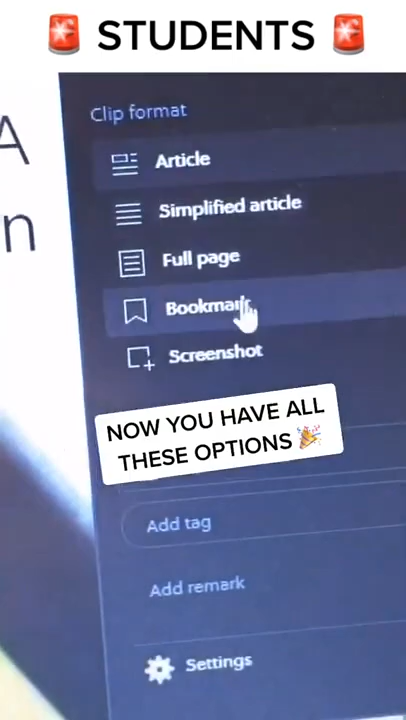 🚨 STUDENTS 🚨
A
n
Clip format
Article
Simplified article
Full page
Bookmark
Screenshot
NOW YOU HAVE ALL
THESE OPTIONS 🎉
Add tag
Add remark
Settings